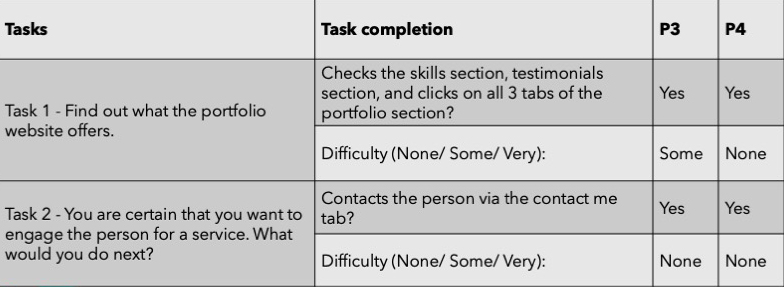 Tasks Task completion P3 P4
Task 1 - Find out what the portfolio
website offers.
Checks the skills section, testimonials
section, and clicks on all 3 tabs of the
portfolio section?
Yes Yes
Difficulty (None/ Some/ Very): Some None
Task 2 - You are certain that you want to
engage the person for a service. What
would you do next?
Contacts the person via the contact me
tab?
Yes Yes
Difficulty (None/ Some/ Very): None None